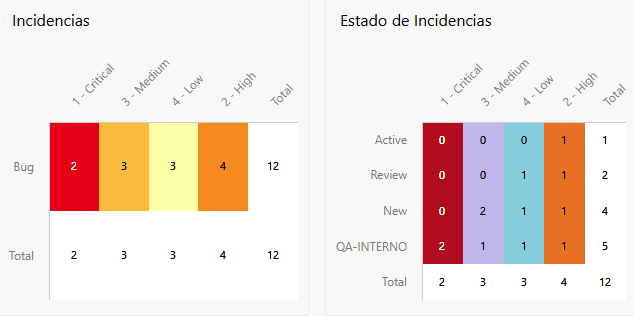 Incidencias
1 - Critical 3 - Medium 4 - Low 2 - High Total
Bug 2 3 3 4 12
Total 2 3 3 4 12
Estado de Incidencias
1 - Critical 3 - Medium 4 - Low 2 - High Total
Active 0 0 0 1 1
Review 0 0 1 1 2
New 0 2 1 1 4
QA-INTERNO 2 1 1 1 5
Total 2 3 3 4 12